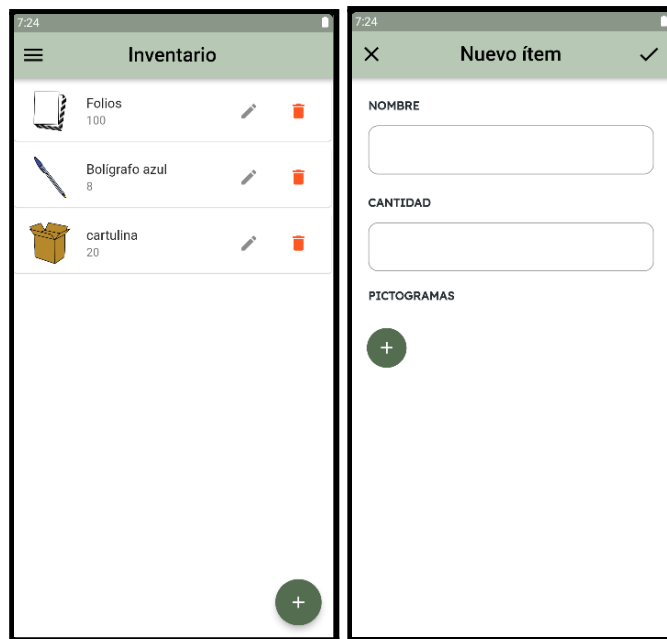 7:24
Inventario
Folios
100
Bolígrafo azul
8
cartulina
20
7:24
Nuevo ítem
NOMBRE
CANTIDAD
PICTOGRAMAS